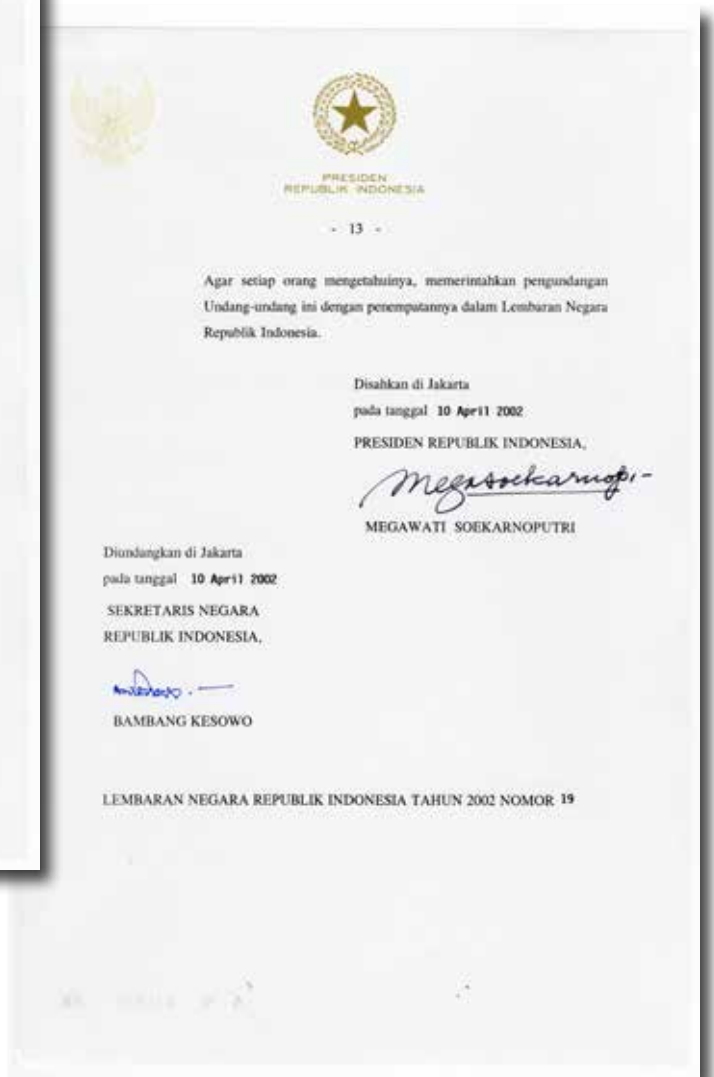 PRESIDEN
REPUBLIK INDONESIA
- 13 -
Agar setiap orang mengetahuinya, memerintahkan pengundangan
Undang-undang ini dengan penempatannya dalam Lembaran Negara
Republik Indonesia.
Disahkan di Jakarta
pada tanggal 10 April 2002
PRESIDEN REPUBLIK INDONESIA,
Megasoekarnop.-
MEGAWATI SOEKARNOPUTRI
Diundangkan di Jakarta
pada tanggal 10 April 2002
SEKRETARIS NEGARA
REPUBLIK INDONESIA,
BAMBANG KESOWO
LEMBARAN NEGARA REPUBLIK INDONESIA TAHUN 2002 NOMOR 19